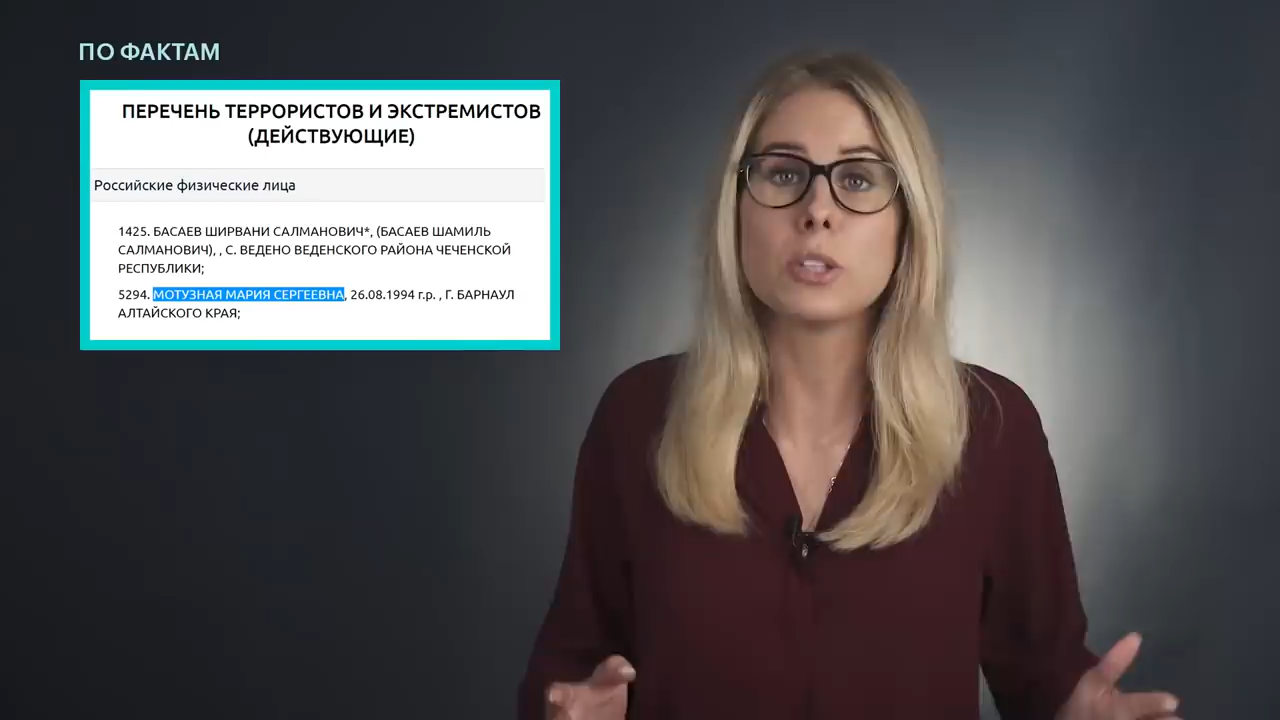 ПО ФАКТАМ
ПЕРЕЧЕНЬ ТЕРРОРИСТОВ И ЭКСТРЕМИСТОВ
(ДЕЙСТВУЮЩИЕ)
Российские физические лица
1425. БАСАЕВ ШИРВАНИ САЛМАНОВИЧ*, (БАСАЕВ ШАМИЛЬ
САЛМАНОВИЧ), , С. ВЕДЕНО ВЕДЕНСКОГО РАЙОНА ЧЕЧЕНСКОЙ
РЕСПУБЛИКИ;
5294. МОТУЗНАЯ МАРИЯ СЕРГЕЕВНА, 26.08.1994 г.р. , Г. БАРНАУЛ
АЛТАЙСКОГО КРАЯ;